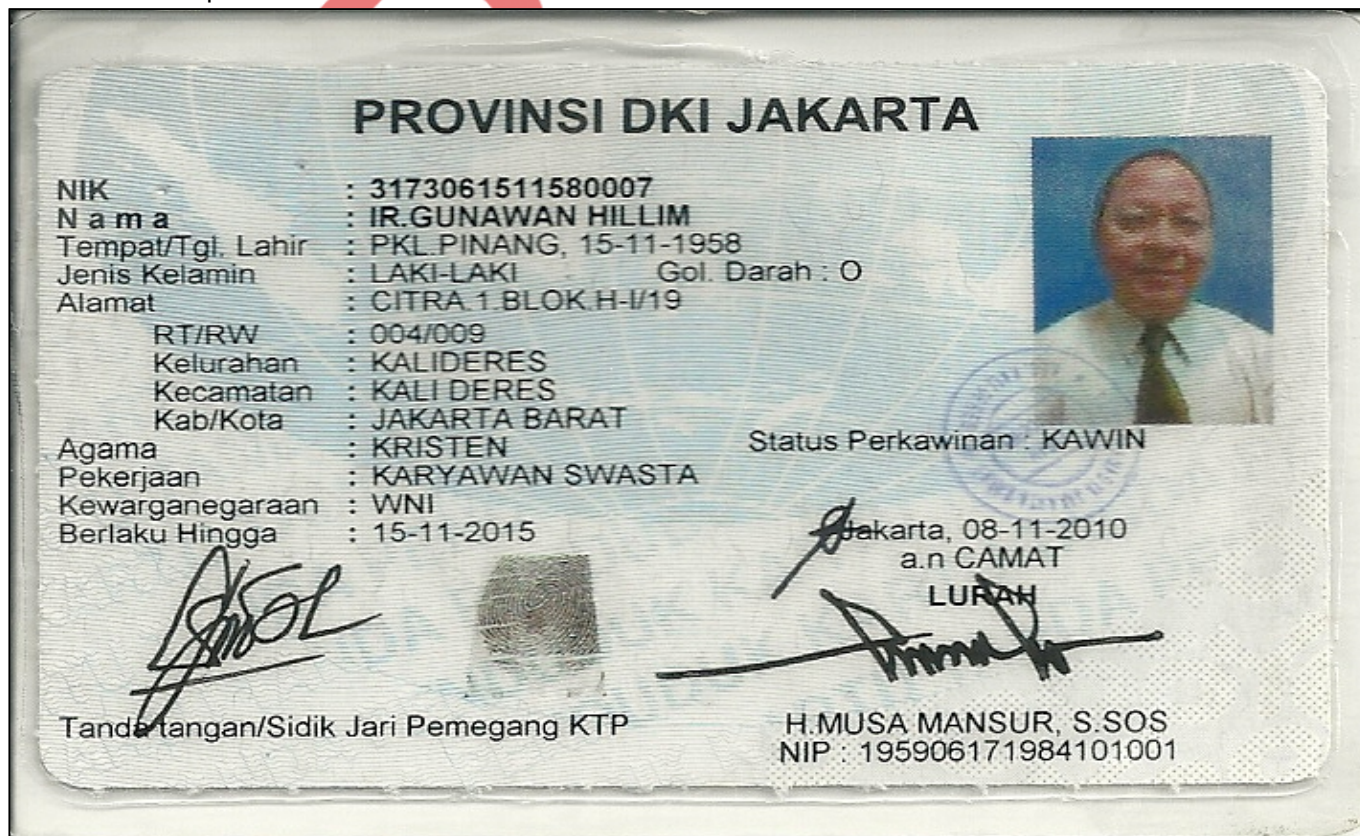 PROVINSI DKI JAKARTA
NIK : 3173061511580007
Nama : IR.GUNAWAN HILLIM
Tempat/Tgl. Lahir : PKL.PINANG, 15-11-1958
Jenis Kelamin : LAKI-LAKI Gol. Darah : O
Alamat : CITRA.1.BLOK.H-I/19
RT/RW : 004/009
Kelurahan : KALIDERES
Kecamatan : KALI DERES
Kab/Kota : JAKARTA BARAT
Agama : KRISTEN Status Perkawinan : KAWIN
Pekerjaan : KARYAWAN SWASTA
Kewarganegaraan : WNI
Berlaku Hingga : 15-11-2015
Jakarta, 08-11-2010
a.n CAMAT
LURAH
Tanda tangan/Sidik Jari Pemegang KTP
H.MUSA MANSUR, S.SOS
NIP : 195906171984101001